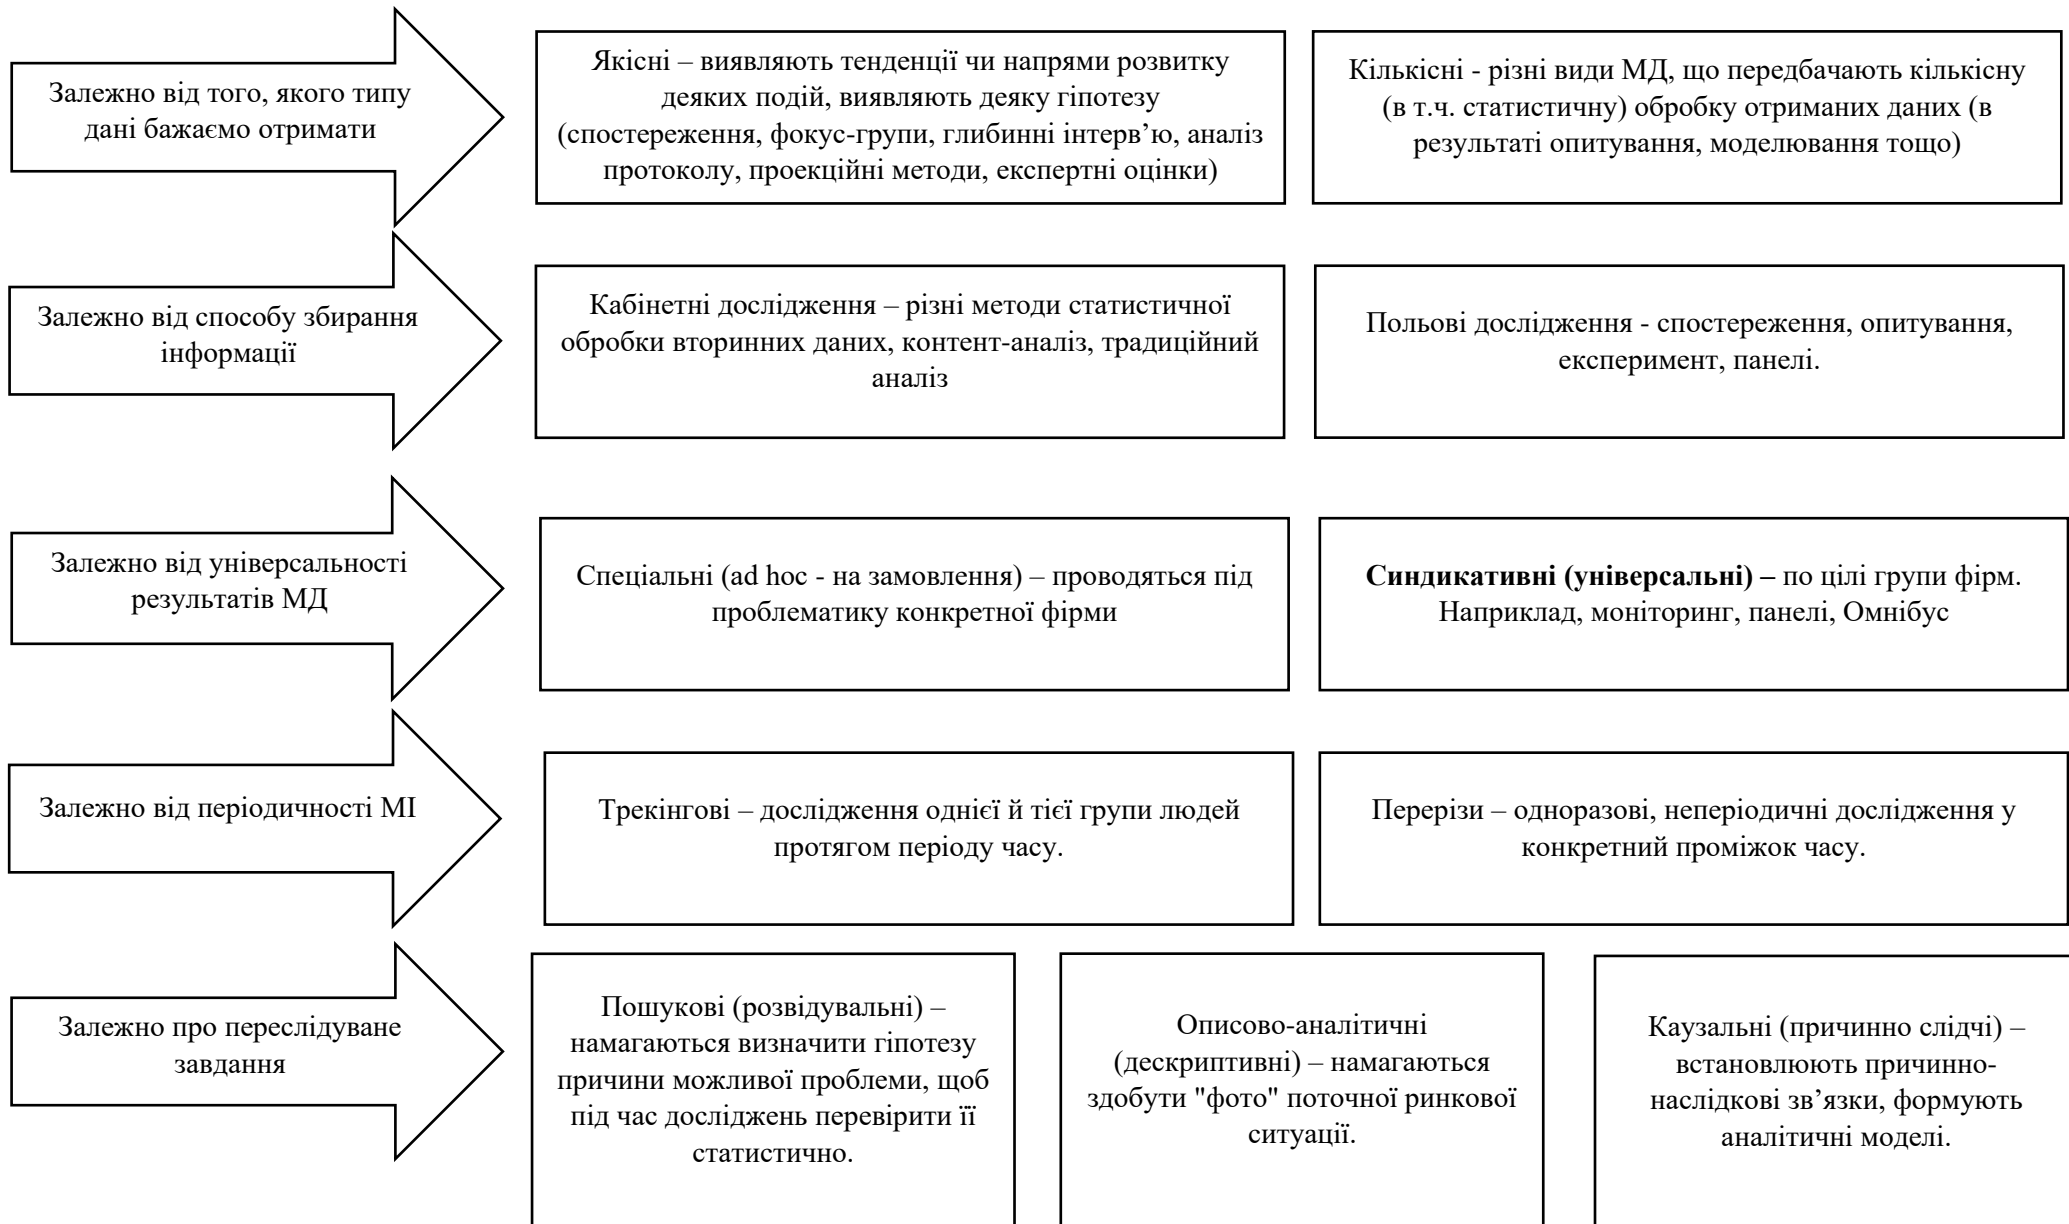 Залежно від того, якого типу
дані бажаємо отримати
Якісні – виявляють тенденції чи напрями розвитку
деяких подій, виявляють деяку гіпотезу
(спостереження, фокус-групи, глибинні інтерв’ю, аналіз
протоколу, проекційні методи, експертні оцінки)
Кількісні - різні види МД, що передбачають кількісну
(в т.ч. статистичну) обробку отриманих даних (в
результаті опитування, моделювання тощо)
Залежно від способу збирання
інформації
Кабінетні дослідження – різні методи статистичної
обробки вторинних даних, контент-аналіз, традиційний
аналіз
Польові дослідження - спостереження, опитування,
експеримент, панелі.
Залежно від універсальності
результатів МД
Спеціальні (ad hoc - на замовлення) – проводяться під
проблематику конкретної фірми
Синдикативні (універсальні) – по цілі групи фірм.
Наприклад, моніторинг, панелі, Омнібус
Залежно від періодичності МІ
Трекінгові – дослідження однієї й тієї групи людей
протягом періоду часу.
Перерізи – одноразові, неперіодичні дослідження у
конкретний проміжок часу.
Залежно про переслідуване
завдання
Пошукові (розвідувальні) –
намагаються визначити гіпотезу
причини можливої проблеми, щоб
під час досліджень перевірити її
статистично.
Описово-аналітичні
(дескриптивні) – намагаються
здобути "фото" поточної ринкової
ситуації.
Каузальні (причинно слідчі) –
встановлюють причинно-
наслідкові зв’язки, формують
аналітичні моделі.